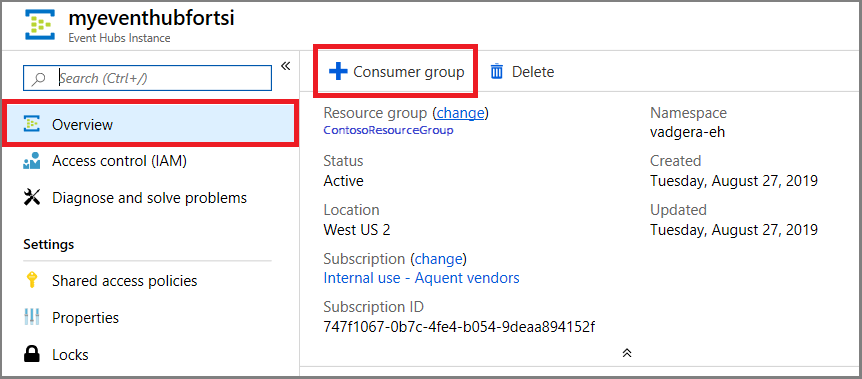 myeventhubfortsi
Event Hubs Instance
Search (Ctrl+/)
«
Overview
Access control (IAM)
Diagnose and solve problems
Settings
Shared access policies
Properties
Locks
+ Consumer group
Delete
Resource group (change)
ContosoResourceGroup
Status
Active
Location
West US 2
Subscription (change)
Internal use - Aquent vendors
Subscription ID
747f1067-0b7c-4fe4-b054-9deaa894152f
Namespace
vadgera-eh
Created
Tuesday, August 27, 2019
Updated
Tuesday, August 27, 2019